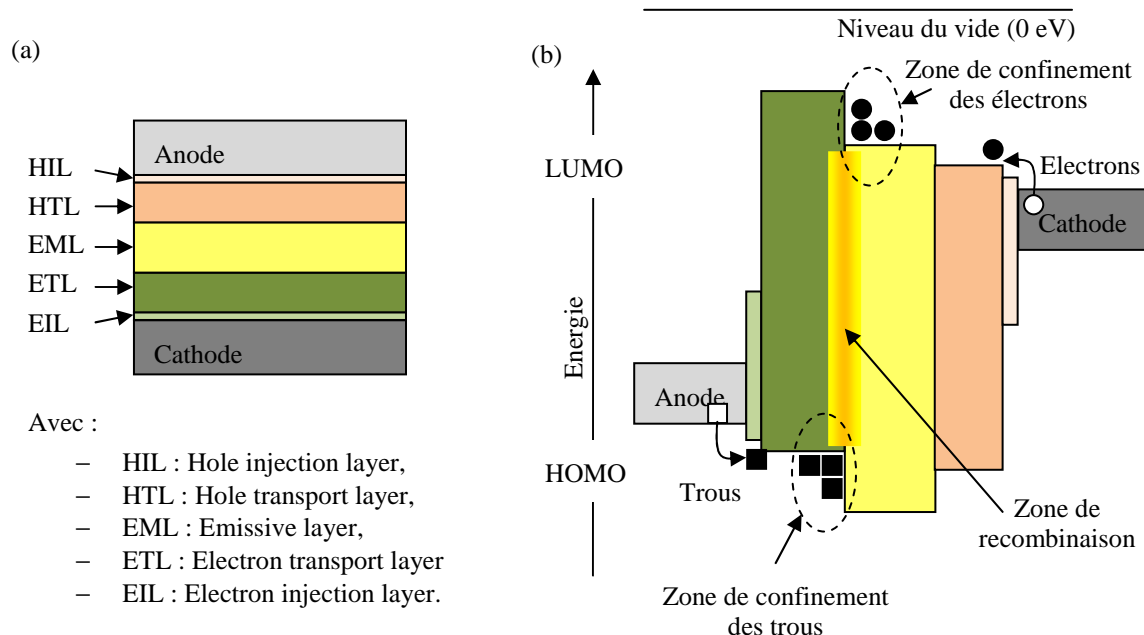 (a)
Anode
HIL
HTL
EML
ETL
EIL
Cathode
Avec :
– HIL : Hole injection layer,
– HTL : Hole transport layer,
– EML : Emissive layer,
– ETL : Electron transport layer
– EIL : Electron injection layer.
Niveau du vide (0 eV)
(b)
Zone de confinement
des électrons
LUMO
Electrons
Cathode
Energie
Anode
HOMO
Trous
Zone de
recombinaison
Zone de confinement
des trous